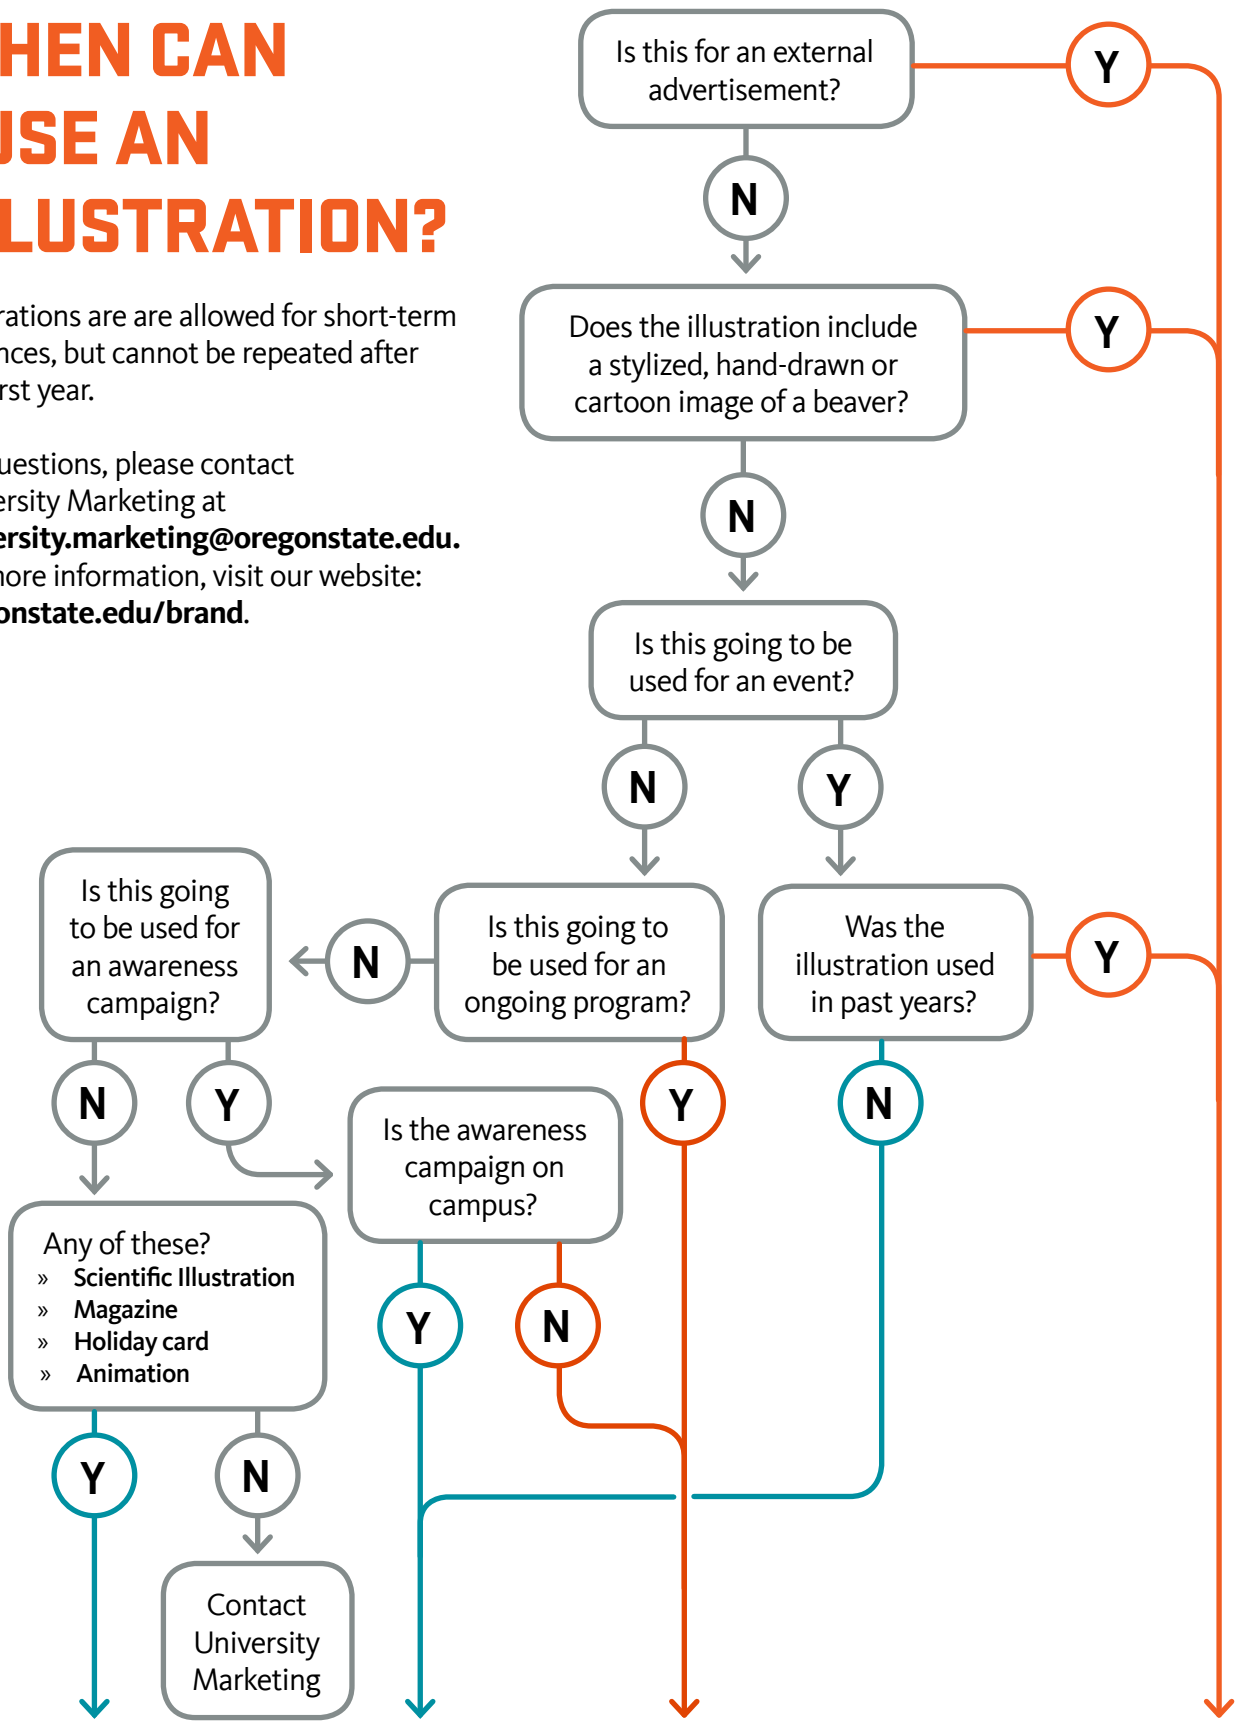 HEN CAN
USE AN
LUSTRATION?
rations are are allowed for short-term
nces, but cannot be repeated after
rst year.
uestions, please contact
ersity Marketing at
ersity.marketing@oregonstate.edu.
more information, visit our website:
onstate.edu/brand.
Is this for an external
advertisement?
Y
N
Does the illustration include
a stylized, hand-drawn or
cartoon image of a beaver?
Y
N
Is this going to be
used for an event?
N
Y
Is this going
to be used for
an awareness
campaign?
N
Is this going to
be used for an
ongoing program?
Was the
illustration used
in past years?
Y
N
Y
Is the awareness
campaign on
campus?
Y
N
Any of these?
» Scientific Illustration
» Magazine
» Holiday card
» Animation
Y
N
Y
N
Contact
University
Marketing